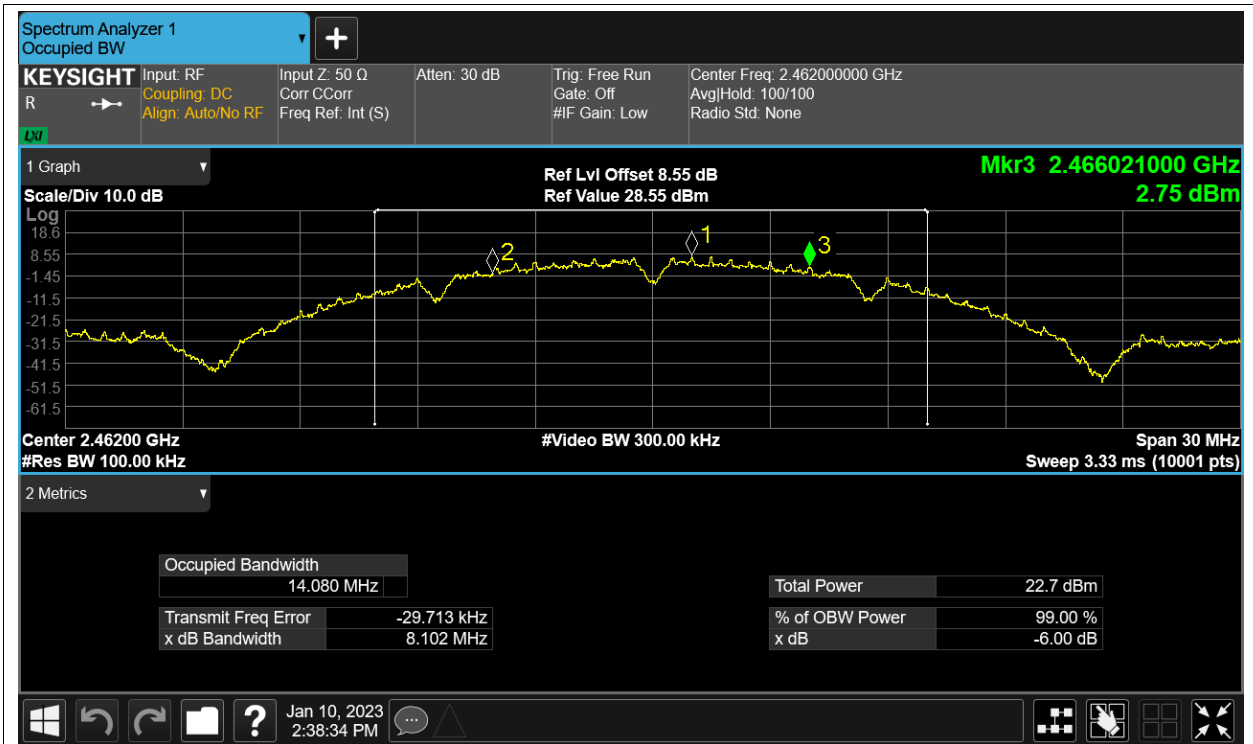 Spectrum Analyzer 1
Occupied BW
KEYSIGHT
R
LXI
Input: RF
Coupling: DC
Align: Auto/No RF
Input Z: 50 Ω
Corr CCorr
Freq Ref: Int (S)
Atten: 30 dB
Trig: Free Run
Gate: Off
#IF Gain: Low
Center Freq: 2.462000000 GHz
Avg|Hold: 100/100
Radio Std: None
1 Graph
Scale/Div 10.0 dB
Ref Lvl Offset 8.55 dB
Ref Value 28.55 dBm
Mkr3 2.466021000 GHz
2.75 dBm
Log
18.6
8.55
-1.45
-11.5
-21.5
-31.5
-41.5
-51.5
-61.5
2
1
3
Center 2.46200 GHz
#Res BW 100.00 kHz
#Video BW 300.00 kHz
Span 30 MHz
Sweep 3.33 ms (10001 pts)
2 Metrics
Occupied Bandwidth
14.080 MHz
Transmit Freq Error -29.713 kHz
x dB Bandwidth 8.102 MHz
Total Power 22.7 dBm
% of OBW Power 99.00 %
x dB -6.00 dB
?
Jan 10, 2023
2:38:34 PM